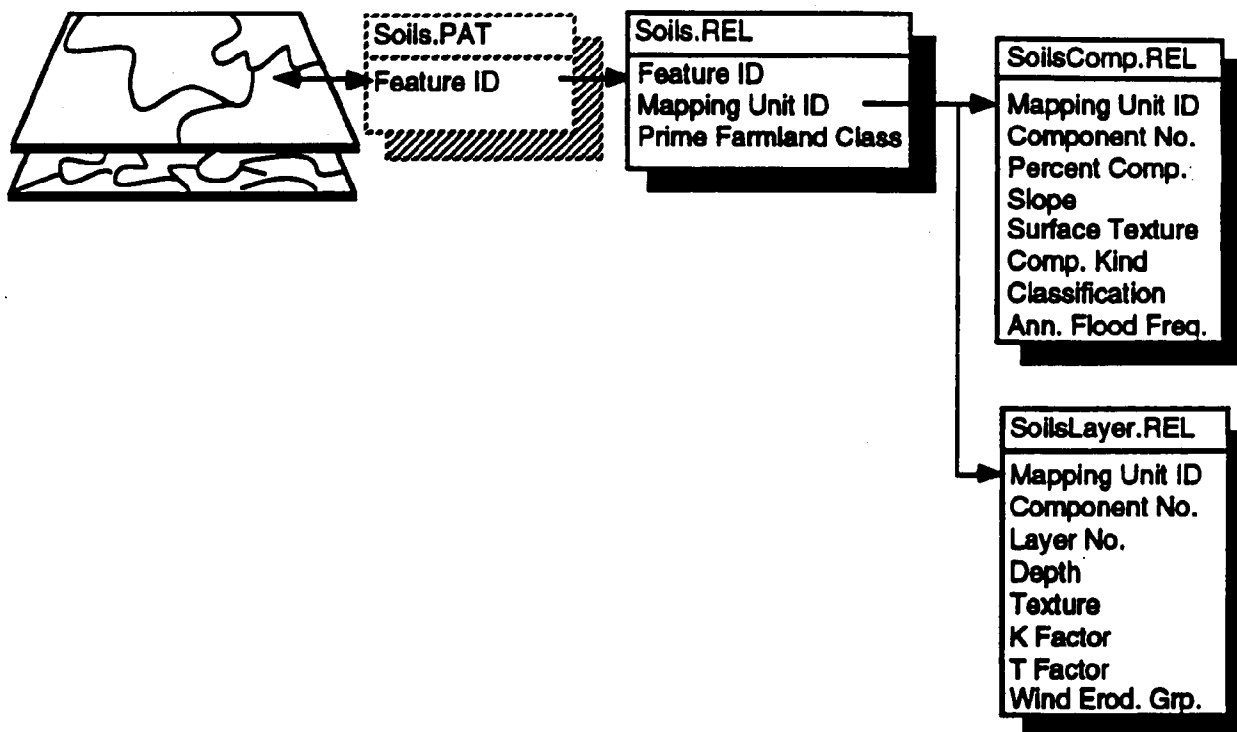 Soils.PAT
Feature ID
Soils.REL
Feature ID
Mapping Unit ID
Prime Farmland Class
SoilsComp.REL
Mapping Unit ID
Component No.
Percent Comp.
Slope
Surface Texture
Comp. Kind
Classification
Ann. Flood Freq.
SoilsLayer.REL
Mapping Unit ID
Component No.
Layer No.
Depth
Texture
K Factor
T Factor
Wind Erod. Grp.